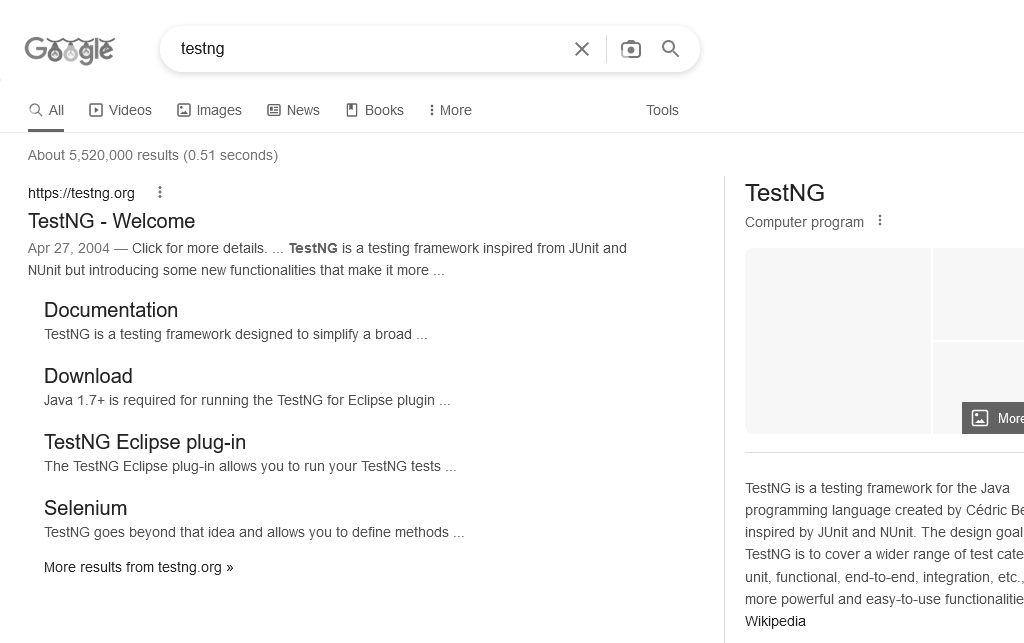 Google
testng
All
Videos
Images
News
Books
More
Tools
About 5,520,000 results (0.51 seconds)
https://testng.org
TestNG - Welcome
Apr 27, 2004 — Click for more details. ... TestNG is a testing framework inspired from JUnit and
NUnit but introducing some new functionalities that make it more ...
Documentation
TestNG is a testing framework designed to simplify a broad ...
Download
Java 1.7+ is required for running the TestNG for Eclipse plugin ...
TestNG Eclipse plug-in
The TestNG Eclipse plug-in allows you to run your TestNG tests ...
Selenium
TestNG goes beyond that idea and allows you to define methods ...
More results from testng.org »
TestNG
Computer program
More
TestNG is a testing framework for the Java
programming language created by Cédric Be
inspired by JUnit and NUnit. The design goal
TestNG is to cover a wider range of test cate
unit, functional, end-to-end, integration, etc.,
more powerful and easy-to-use functionalitie
Wikipedia